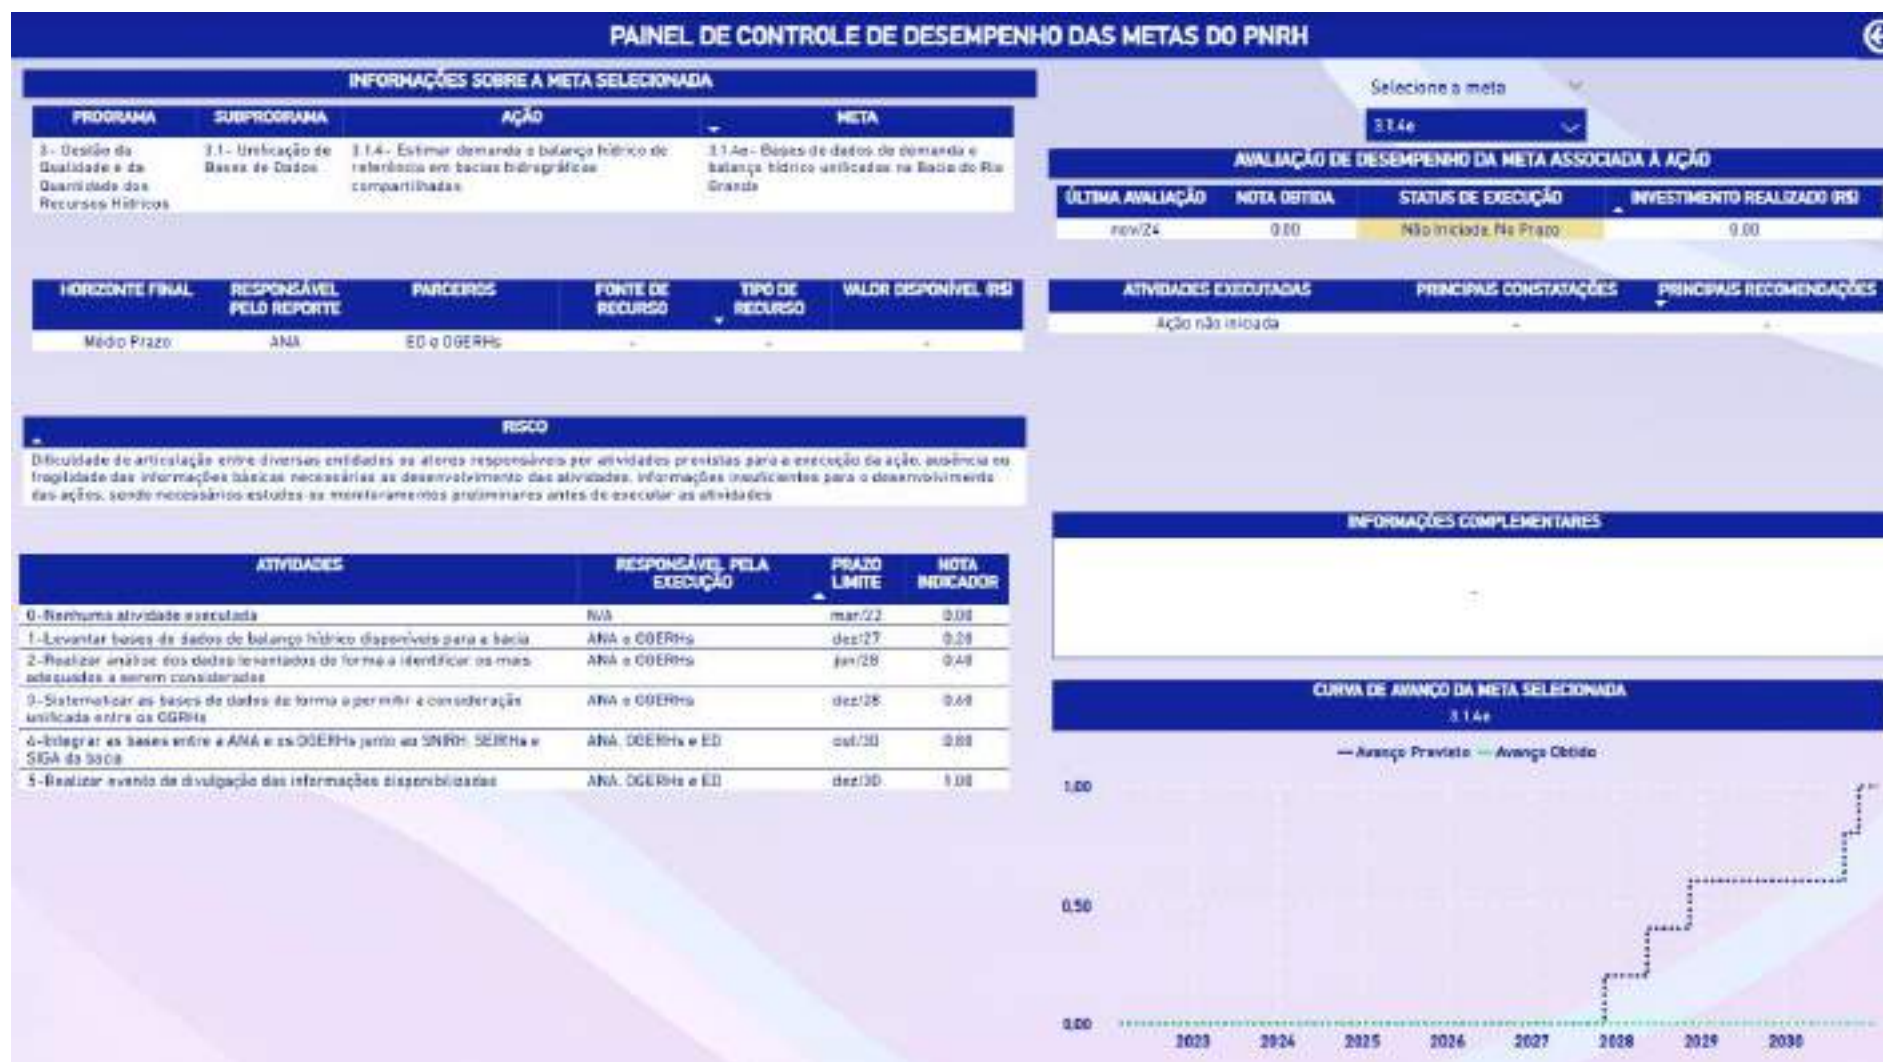 PAINEL DE CONTROLE DE DESEMPENHO DAS METAS DO PNRH
INFORMAÇÕES SOBRE A META SELECIONADA
PROGRAMA SUBPROGRAMA AÇÃO META
3- Gestão da Qualidade e da Quantidade dos Recursos Hídricos
3.1- Unificação de Bases de Dados
3.1.4- Estimar demanda e balanço hídrico de referência em bacias hidrográficas compartilhadas
3.1.4e- Bases de dados de demanda e balanço hídrico unificadas na Bacia do Rio Grande
HORIZONTE FINAL RESPONSÁVEL PELO REPORTE PARCEIROS FONTE DE RECURSO TIPO DE RECURSO VALOR DISPONÍVEL (R$)
Médio Prazo ANA ED e OGERHs - - -
RISCO
Dificuldade de articulação entre diversas entidades ou atores responsáveis por atividades previstas para a execução da ação, ausência ou
fragilidade das informações básicas necessárias ao desenvolvimento das atividades, informações insuficientes para o desenvolvimento
das ações, sendo necessários estudos ou monitoramentos preliminares antes de executar as atividades
ATIVIDADES RESPONSÁVEL PELA EXECUÇÃO PRAZO LIMITE NOTA INDICADOR
0-Nenhuma atividade executada N/A mar/22 0.00
1-Levantar bases de dados de balanço hídrico disponíveis para a bacia ANA e OGERHs dez/27 0.20
2-Realizar análise dos dados levantados de forma a identificar os mais adequados a serem considerados ANA e OGERHs jun/28 0.40
3-Sistematizar as bases de dados de forma a permitir a consideração unificada entre os OGRHs ANA e OGERHs dez/28 0.60
4-Integrar as bases entre a ANA e os OGERHs junto ao SNIRH, SEIRHs e SIGA da bacia ANA, OGERHs e ED out/30 0.80
5-Realizar evento de divulgação das informações disponibilizadas ANA, OGERHs e ED dez/30 1.00
Selecione a meta
3.1.4e
AVALIAÇÃO DE DESEMPENHO DA META ASSOCIADA À AÇÃO
ÚLTIMA AVALIAÇÃO NOTA OBTIDA STATUS DE EXECUÇÃO INVESTIMENTO REALIZADO (R$)
nov/24 0.00 Não Iniciada, No Prazo 0.00
ATIVIDADES EXECUTADAS PRINCIPAIS CONSTATAÇÕES PRINCIPAIS RECOMENDAÇÕES
Ação não iniciada - -
INFORMAÇÕES COMPLEMENTARES
-
CURVA DE AVANÇO DA META SELECIONADA
3.1.4e
Avanço Previsto Avanço Obtido
1,00
0,50
0,00
2023 2024 2025 2026 2027 2028 2029 2030